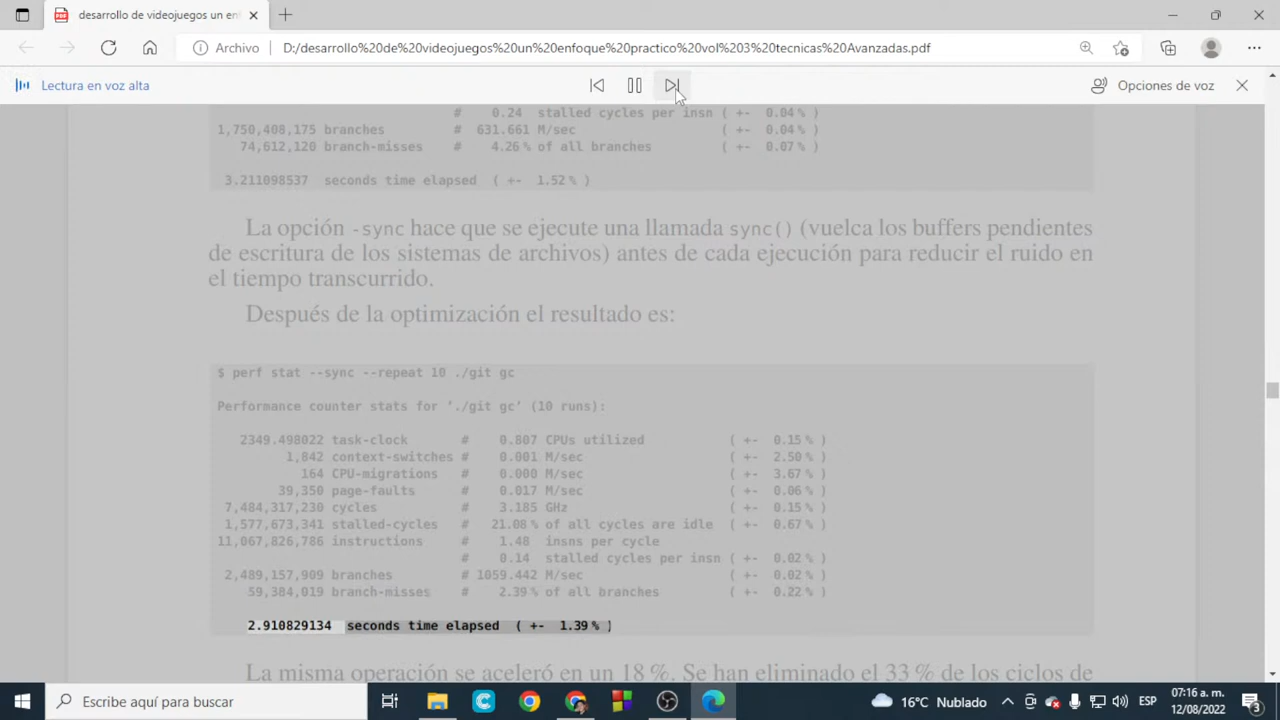 desarrollo de videojuegos un en
Archivo
D:/desarrollo%20de%20videojuegos%20un%20enfoque%20practico%20vol%203%20tecnicas%20Avanzadas.pdf
Lectura en voz alta
Opciones de voz
# 0.24 stalled cycles per insn ( +- 0.04 % )
1,750,408,175 branches # 631.661 M/sec ( +- 0.04 % )
74,612,120 branch-misses # 4.26 % of all branches ( +- 0.07 % )
3.211098537 seconds time elapsed ( +- 1.52 % )
La opción -sync hace que se ejecute una llamada sync() (vuelca los buffers pendientes
de escritura de los sistemas de archivos) antes de cada ejecución para reducir el ruido en
el tiempo transcurrido.
Después de la optimización el resultado es:
$ perf stat --sync --repeat 10 ./git gc
Performance counter stats for ‘./git gc’ (10 runs):
2349.498022 task-clock # 0.807 CPUs utilized ( +- 0.15 % )
1,842 context-switches # 0.001 M/sec ( +- 2.50 % )
164 CPU-migrations # 0.000 M/sec ( +- 3.67 % )
39,350 page-faults # 0.017 M/sec ( +- 0.06 % )
7,484,317,230 cycles # 3.185 GHz ( +- 0.15 % )
1,577,673,341 stalled-cycles # 21.08 % of all cycles are idle ( +- 0.67 % )
11,067,826,786 instructions # 1.48 insns per cycle
# 0.14 stalled cycles per insn ( +- 0.02 % )
2,489,157,909 branches # 1059.442 M/sec ( +- 0.02 % )
59,384,019 branch-misses # 2.39 % of all branches ( +- 0.22 % )
2.910829134 seconds time elapsed ( +- 1.39 % )
La misma operación se aceleró en un 18 %. Se han eliminado el 33 % de los ciclos de
Escribe aquí para buscar
16°C Nublado
ESP
07:16 a. m.
12/08/2022
3